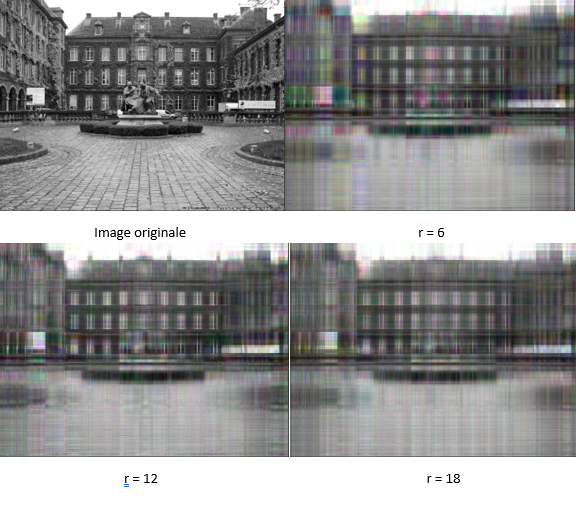 Image originale
r = 6
r = 12
r = 18